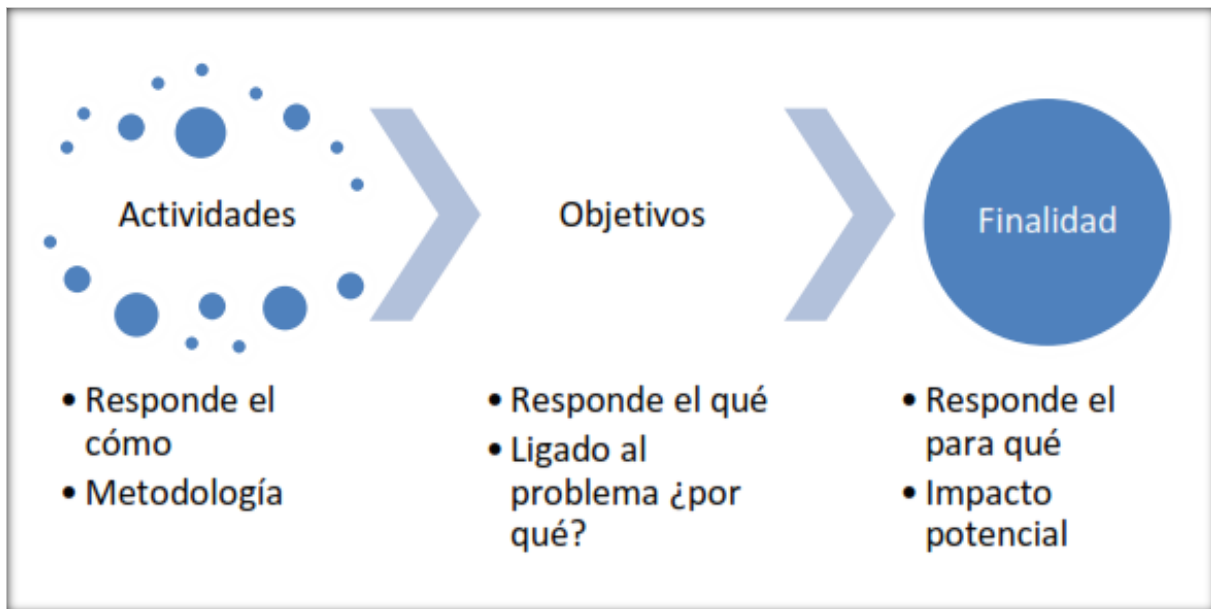 Actividades
Objetivos
Finalidad
• Responde el
cómo
• Metodología
• Responde el qué
• Ligado al
problema ¿por
qué?
• Responde el
para qué
• Impacto
potencial